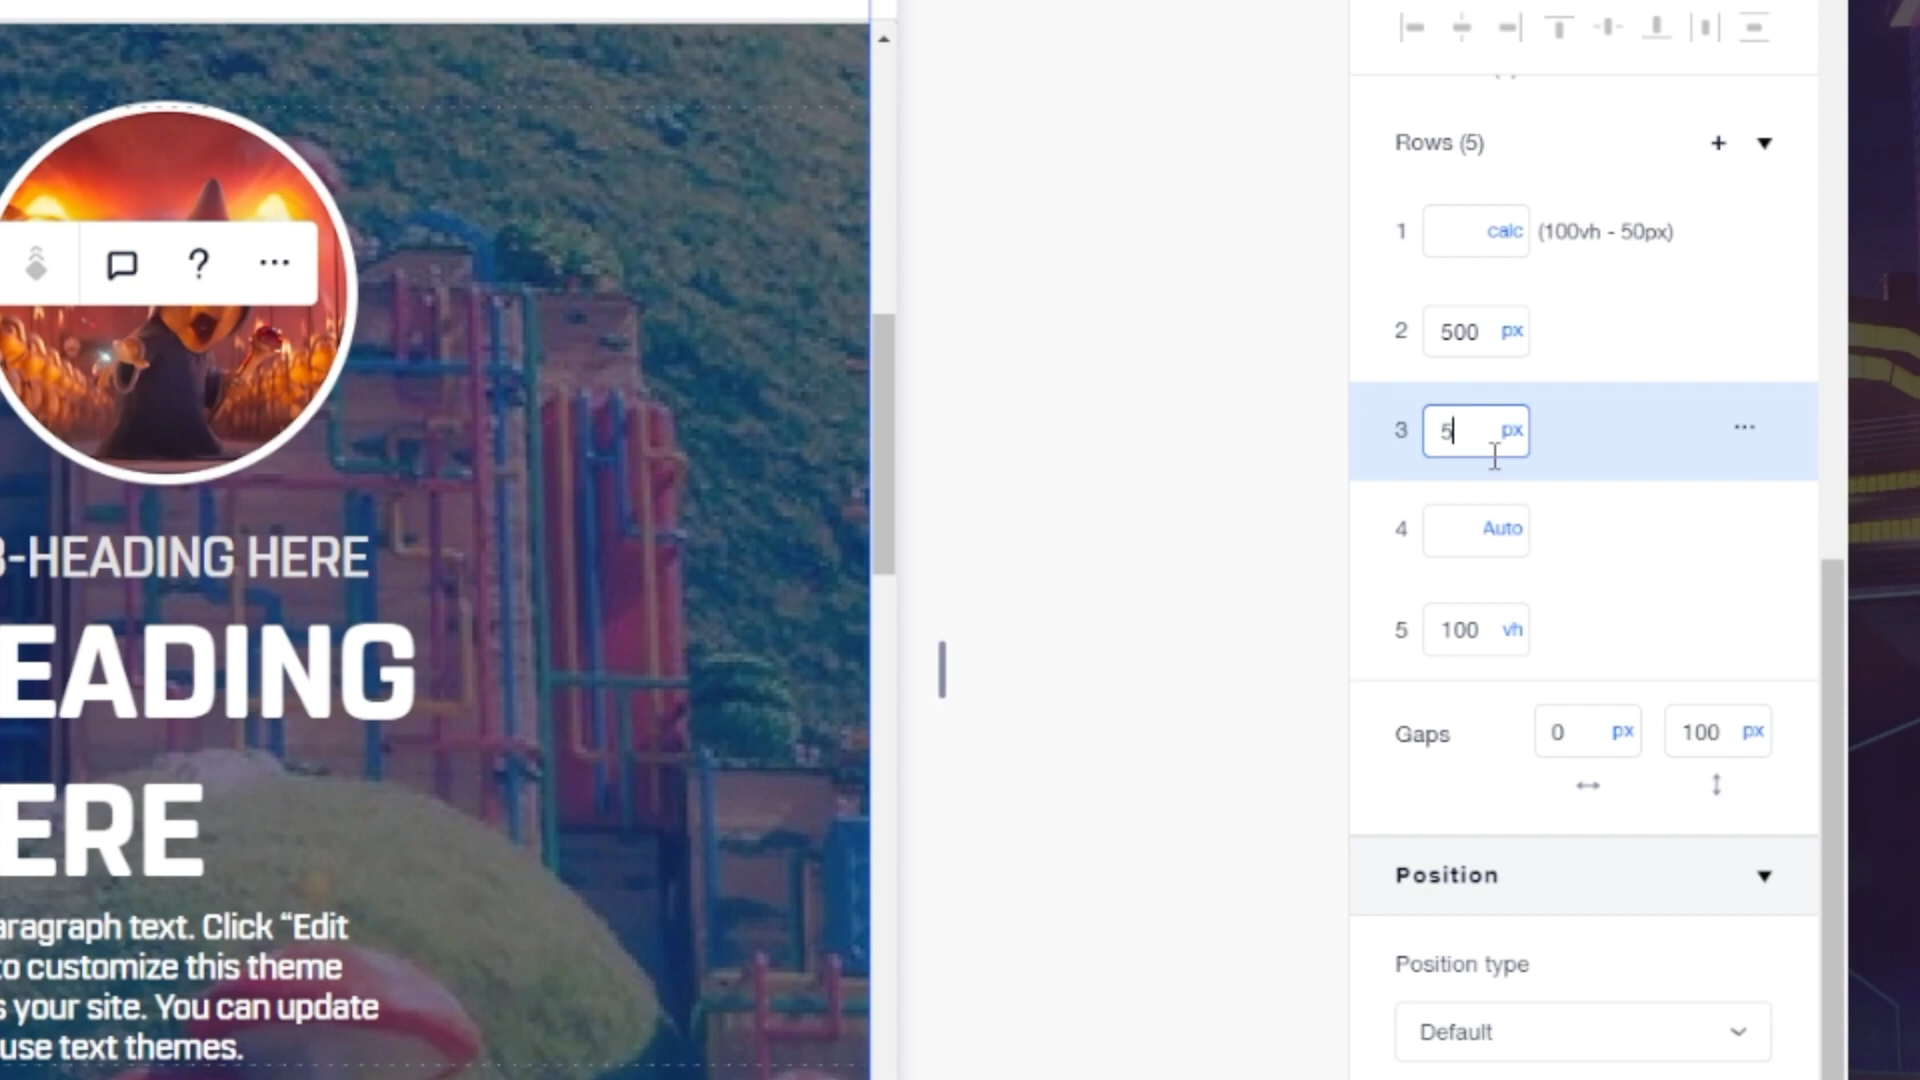 Rows (5)
1 calc (100vh - 50px)
2 500 px
3 5 px
4 Auto
5 100 vh
Gaps 0 px 100 px
Position
Position type
Default
?
-HEADING HERE
EADING
ERE
aragraph text. Click “Edit
to customize this theme
s your site. You can update
use text themes.